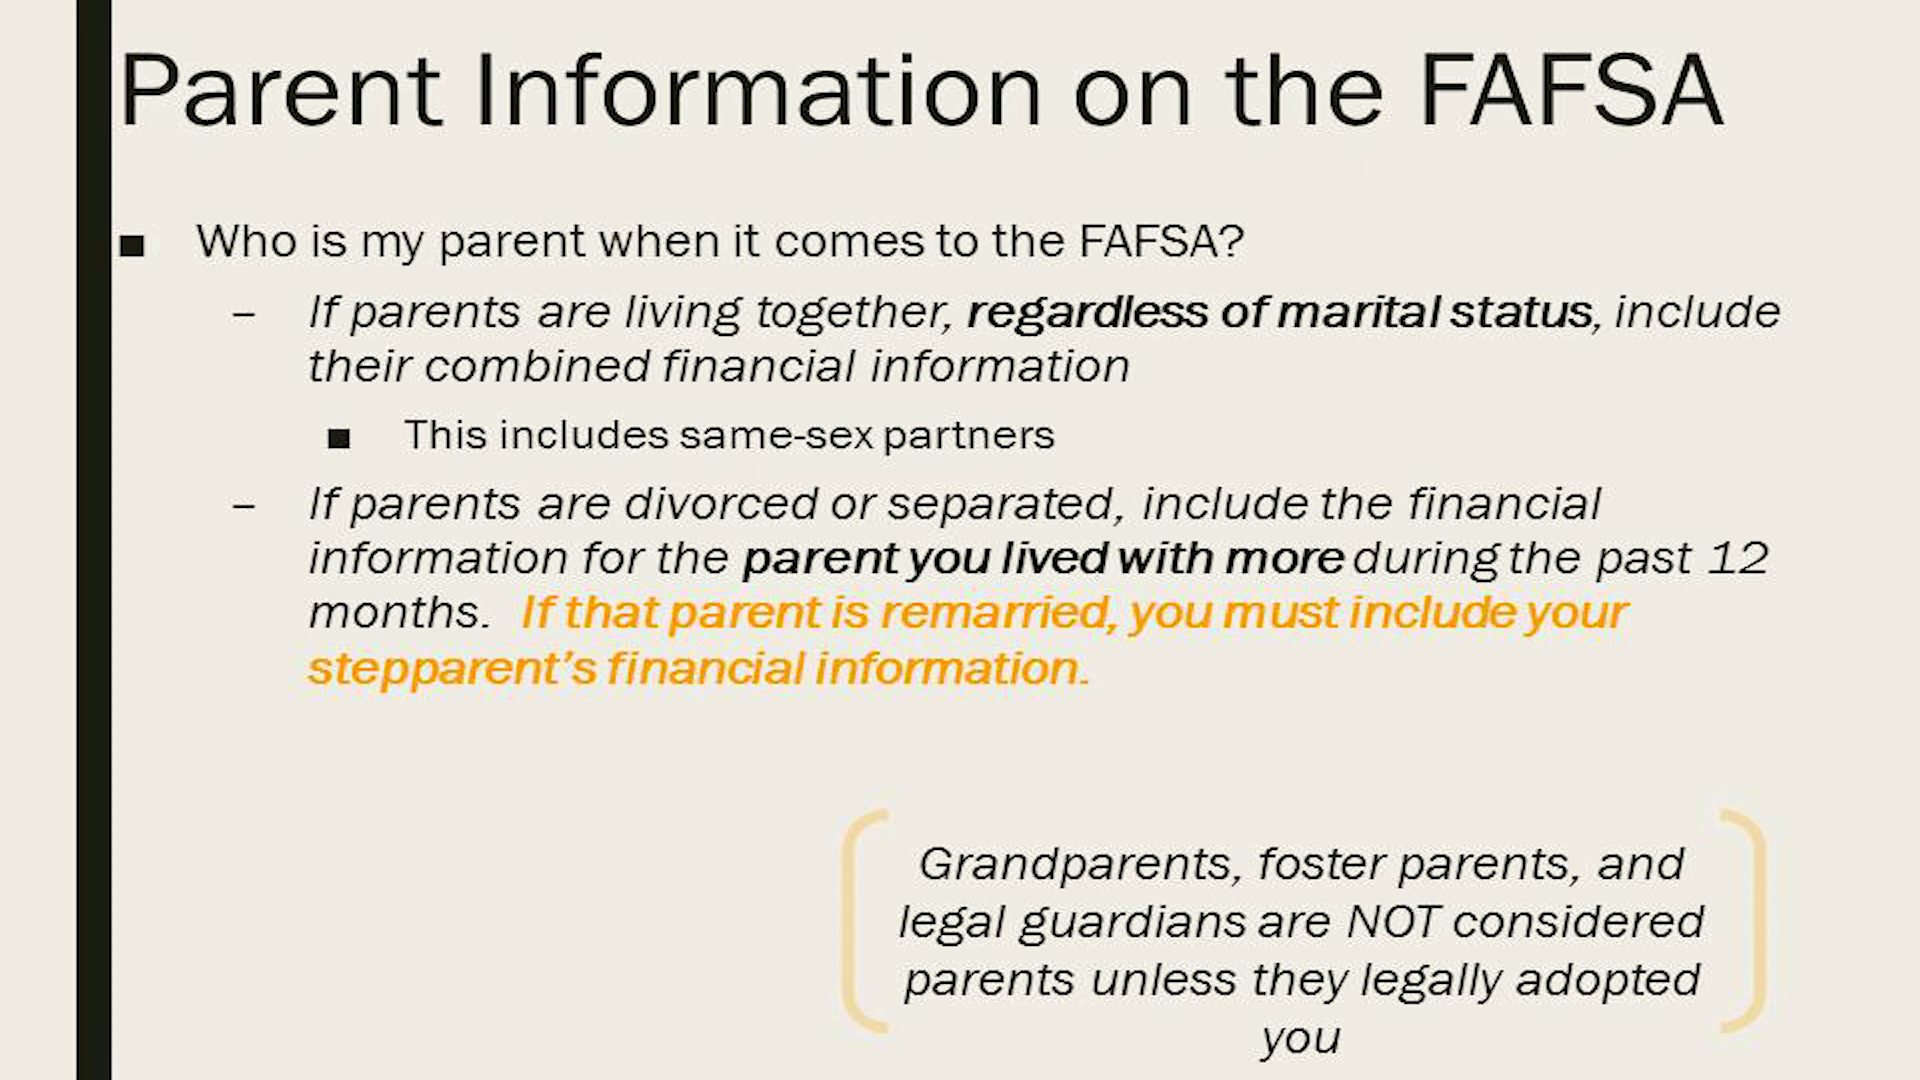 Parent Information on the FAFSA
■ Who is my parent when it comes to the FAFSA?
– If parents are living together, regardless of marital status, include
their combined financial information
■ This includes same-sex partners
– If parents are divorced or separated, include the financial
information for the parent you lived with more during the past 12
months. If that parent is remarried, you must include your
stepparent’s financial information.
Grandparents, foster parents, and
legal guardians are NOT considered
parents unless they legally adopted
you